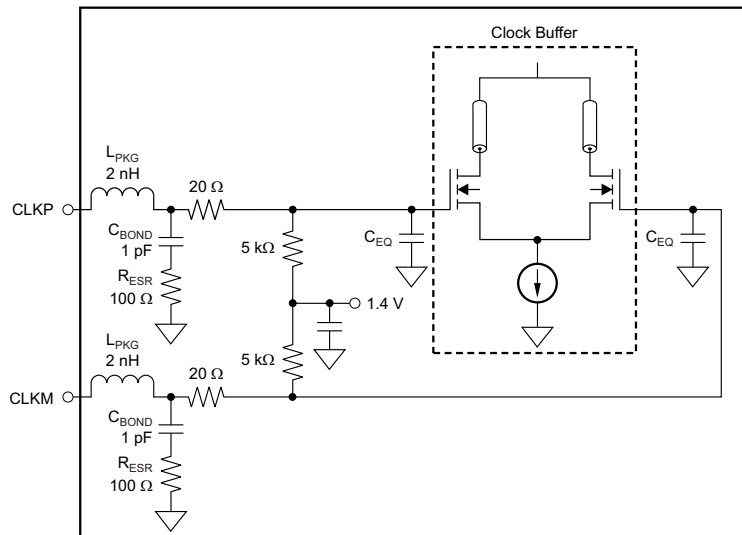 Clock Buffer
L_PKG
2 nH
20 Ω
CLKP
C_BOND
1 pF
5 kΩ
C_EQ
C_EQ
R_ESR
100 Ω
1.4 V
L_PKG
2 nH
5 kΩ
20 Ω
CLKM
C_BOND
1 pF
R_ESR
100 Ω